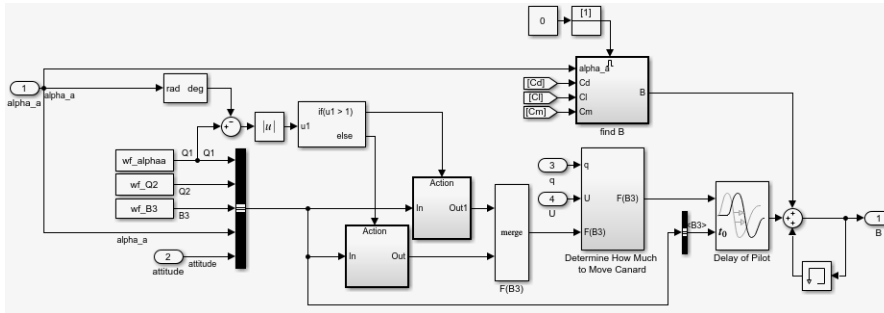 0
[1]
alpha_a
[Cd]
Cd
[Cl]
Cl
B
[Cm]
Cm
find B
1
alpha_a
alpha_a
rad
deg
|u|
u1
if(u1 > 1)
else
wf_alphaa
Q1
Q1
wf_Q2
Q2
wf_B3
B3
alpha_a
2
attitude
attitude
Action
In
Out1
Action
In
Out
merge
F(B3)
3
q
4
U
q
U
F(B3)
F(B3)
Determine How Much
to Move Canard
<B3>
t0
Delay of Pilot
1
B